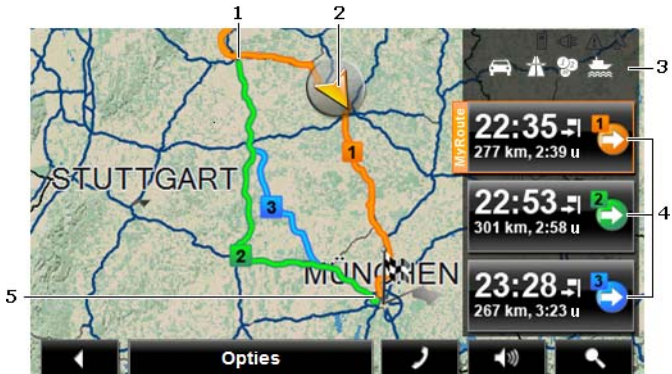 1
2
3
4
5
STUTTGART
MÜNCHEN
1
2
3
MyRoute
22:35
1
277 km, 2:39 u
22:53
2
301 km, 2:58 u
23:28
3
267 km, 3:23 u
Opties